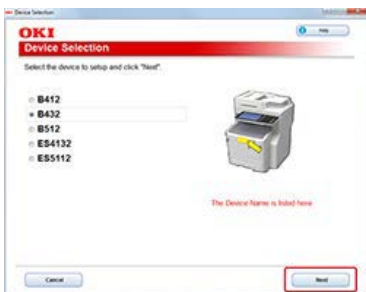 Device Selection
OKI
Help
Device Selection
Select the device to setup and click "Next".
B412
B432
B512
ES4132
ES5112
The Device Name is listed here
Cancel
Next